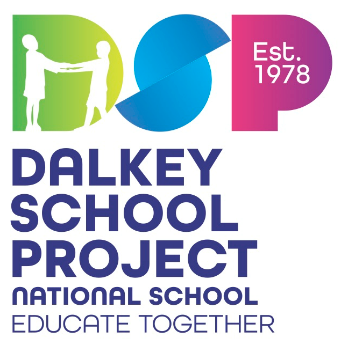 DSP
Est.
1978
DALKEY
SCHOOL
PROJECT
NATIONAL SCHOOL
EDUCATE TOGETHER